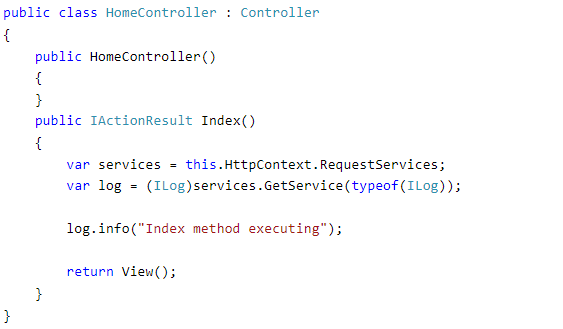 public class HomeController : Controller
{
    public HomeController()
    {
    }
    public IActionResult Index()
    {
        var services = this.HttpContext.RequestServices;
        var log = (ILog)services.GetService(typeof(ILog));

        log.info("Index method executing");

        return View();
    }
}